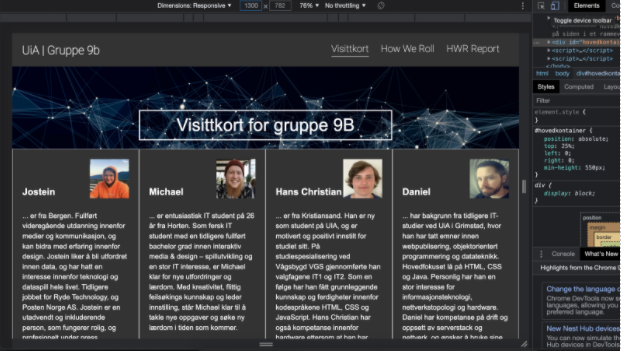 Dimensions: Responsive 1300 x 782 76% No throttling
UiA | Gruppe 9b
Visittkort How We Roll HWR Report
Visittkort for gruppe 9B
Jostein
... er fra Bergen. Fullført
videregående utdanning innenfor
medier og kommunikasjon, og
kan bidra med erfaring innenfor
design. Jostein liker å bli utfordret
innen data, og har hatt en
interesse innenfor teknologi og
dataspill hele livet. Tidligere
jobbet for Ryde Technology, og
Posten Norge AS. Jostein er en
utadvendt og inkluderende
person, som fungerer rolig, og
profesjonelt under press
Michael
... er entusiastisk IT student på 26
år fra Horten. Som fersk IT
student med en tidligere fullført
bachelor grad innen interaktiv
media & design – spillutvikling og
en stor IT interesse, er Michael
klar for nye utfordringer og
lærdom. Med kreativitet, flittig
feilsøkings kunnskap og leder
innstilling, står Michael klar til å
takle nye oppgaver og søke ny
lærdom i tiden som kommer.
Hans Christian
... er fra Kristiansand. Han er ny
som student på UiA, og er
motivert og positivt innstilt for
studiet sitt. På
studiespesialisering ved
Vågsbygd VGS gjennomførte han
valgfagene IT1 og IT2. Som en
følge har han fått grunnleggende
kunnskap og ferdigheter innenfor
kodespråkene HTML, CSS og
JavaScript. Hans Christian har
også kompetanse innenfor
hardware ettersom at han har
Daniel
... har bakgrunn fra tidligere IT-
studier ved UiA i Grimstad, hvor
han har tatt emner innen
webpublisering, objektorientert
programmering og datateknikk.
Hovedfokuset lå på HTML, CSS
og Java. Personlig har han en
stor interesse for
informasjonsteknologi,
nettverkstopologi og hardware.
Daniel har kompetanse på drift og
oppsett av serverstack og
nettverk, og ønsker å bruke sine
Elements
Toggle device toolbar
på siden i et
<div id="hovedkont
<script>…</script>
<script>…</script>
</body>
html body div#hovedkont
Styles Computed
Filter
element.style {
}
#hovedkontainer {
position: absolute;
top: 25%;
left: 0;
right: 0;
min-height: 550px;
}
div {
display: block;
}
position
margin
border
Console What's New
Highlights from the Chrome
Change the language
Chrome DevTools now
languages, allowing you
preferred language.
New Nest Hub devices
You can now simulate the
Hub devices in DevTools